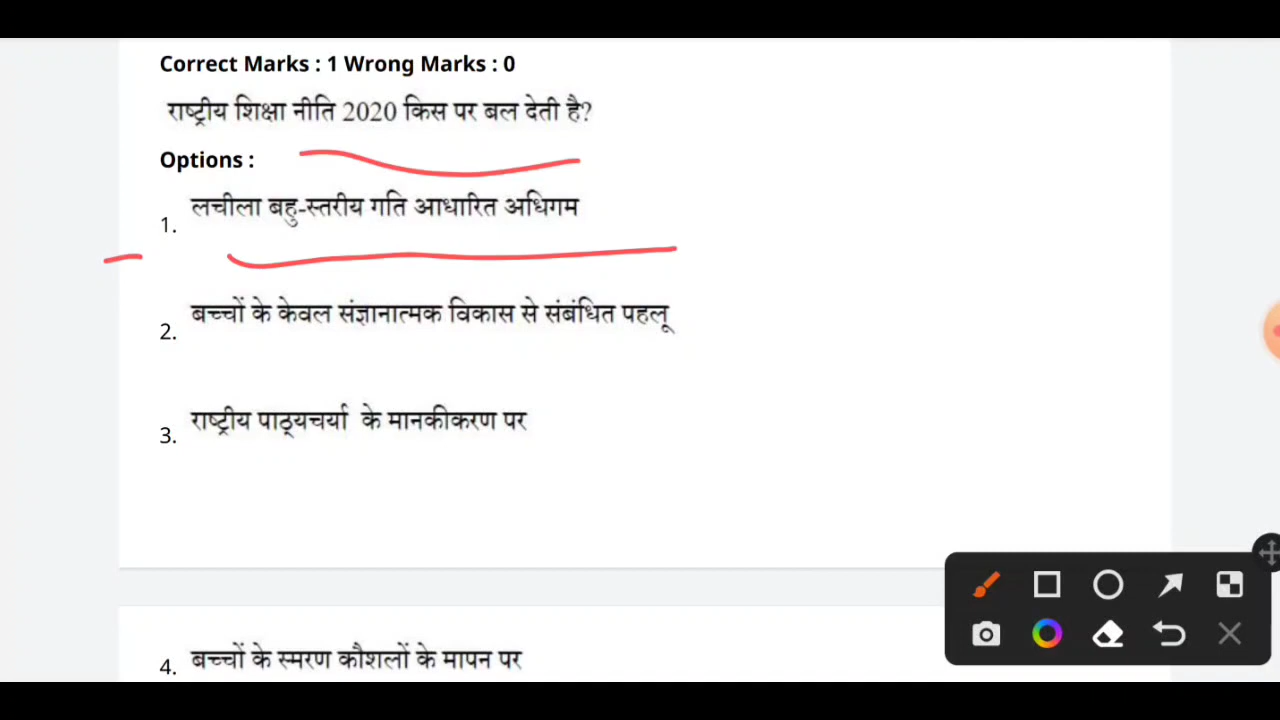 Correct Marks : 1 Wrong Marks : 0
राष्ट्रीय शिक्षा नीति 2020 किस पर बल देती है?
Options :
1. लचीला बहु-स्तरीय गति आधारित अधिगम
2. बच्चों के केवल संज्ञानात्मक विकास से संबंधित पहलू
3. राष्ट्रीय पाठ्यचर्या के मानकीकरण पर
4. बच्चों के स्मरण कौशलों के मापन पर